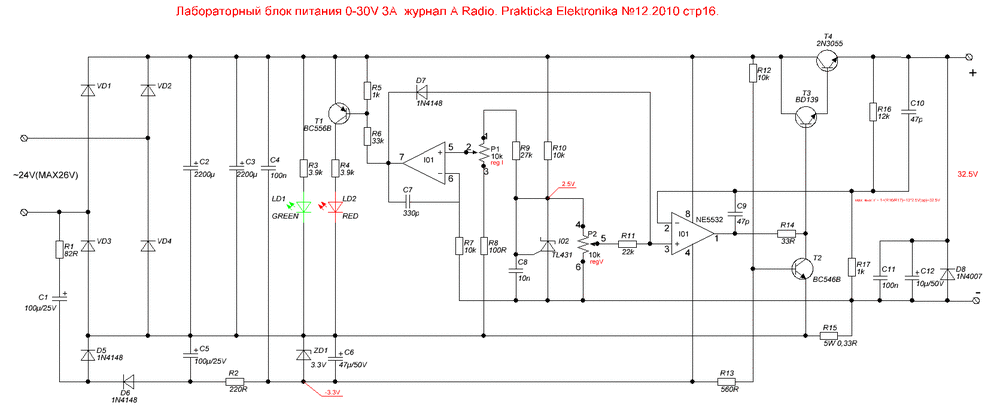 Лабораторный блок питания 0-30V 3A журнал A Radio. Prakticka Elektronika №12.2010 стр16.
T4
2N3055
+
VD1
VD2
D7
1N4148
R5
1k
R12
10k
T3
BD139
C10
47p
R16
12k
T1
BC556B
R6
33k
7
IO1
+
5
-
6
2
1
P1
10k
reg I
3
R9
27k
R10
10k
~24V(MAX26V)
C2
2200µ
C3
2200µ
C4
100n
R3
3.9k
R4
3.9k
32.5V
2.5V
C7
330p
LD1
GREEN
LD2
RED
C9
47p
8
NE5532
IO1
2
3
4
1
R14
33R
R1
82R
VD3
VD4
R7
10k
R8
100R
C8
10n
IO2
TL431
4
P2
10k
regV
5
6
R11
22k
T2
BC546B
R17
1k
C11
100n
C12
10µ/50V
D8
1N4007
-
C1
100µ/25V
R15
5W 0,33R
D5
1N4148
C5
100µ/25V
ZD1
3.3V
C6
47µ/50V
D6
1N4148
R2
220R
-3.3V
R13
560R